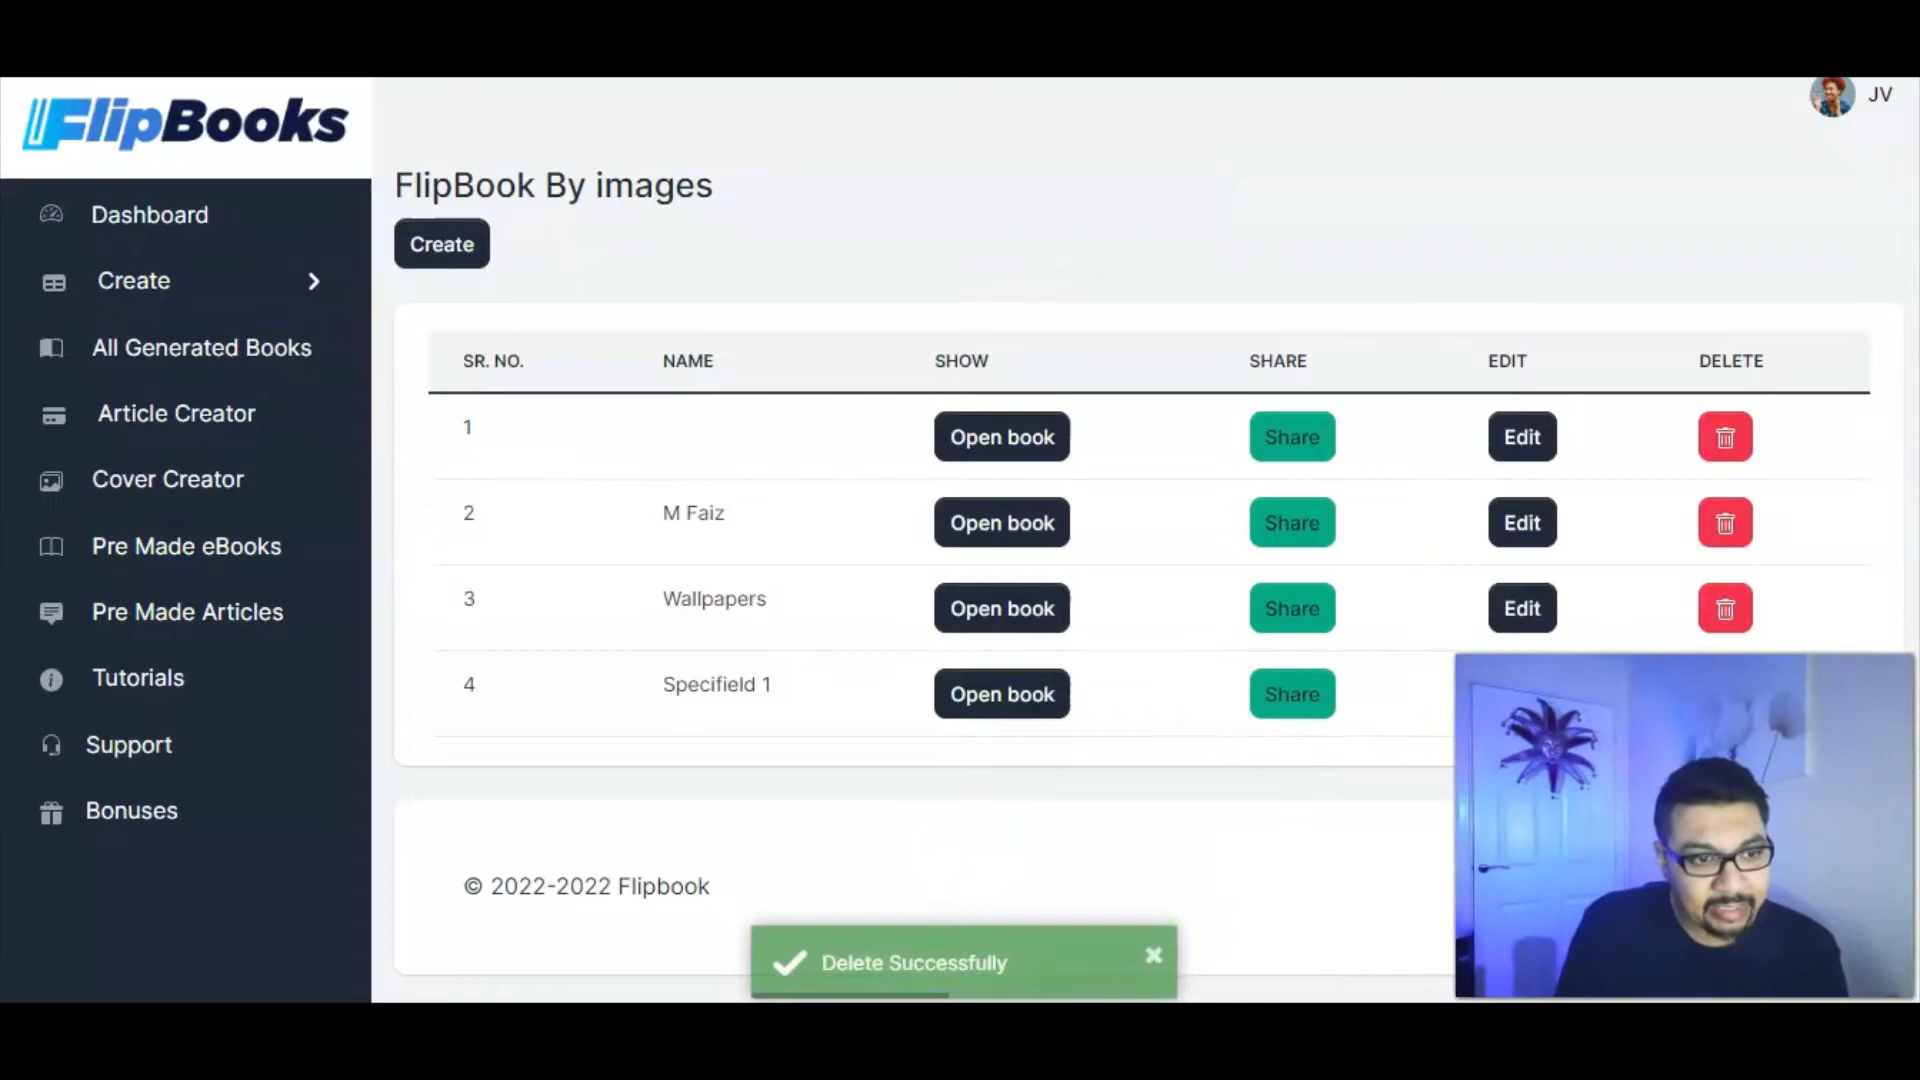 FlipBooks
JV
Dashboard
Create
All Generated Books
Article Creator
Cover Creator
Pre Made eBooks
Pre Made Articles
Tutorials
Support
Bonuses
FlipBook By images
Create
SR. NO. NAME SHOW SHARE EDIT DELETE
1 Open book Share Edit
2 M Faiz Open book Share Edit
3 Wallpapers Open book Share Edit
4 Specifield 1 Open book Share
© 2022-2022 Flipbook
Delete Successfully